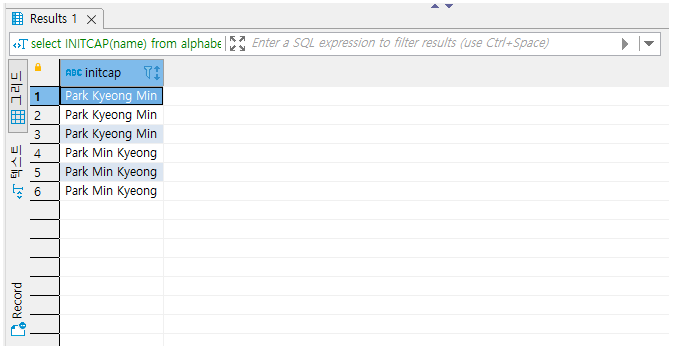 Results 1
select INITCAP(name) from alphabe
Enter a SQL expression to filter results (use Ctrl+Space)
그리드
텍스트
Record
ABC initcap
1 Park Kyeong Min
2 Park Kyeong Min
3 Park Kyeong Min
4 Park Min Kyeong
5 Park Min Kyeong
6 Park Min Kyeong